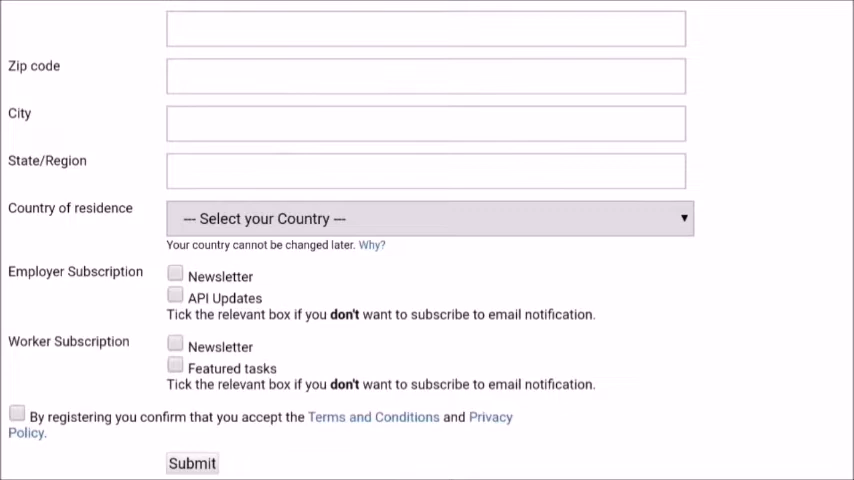 Zip code
City
State/Region
Country of residence
--- Select your Country ---
Your country cannot be changed later. Why?
Employer Subscription
Newsletter
API Updates
Tick the relevant box if you don't want to subscribe to email notification.
Worker Subscription
Newsletter
Featured tasks
Tick the relevant box if you don't want to subscribe to email notification.
By registering you confirm that you accept the Terms and Conditions and Privacy
Policy.
Submit